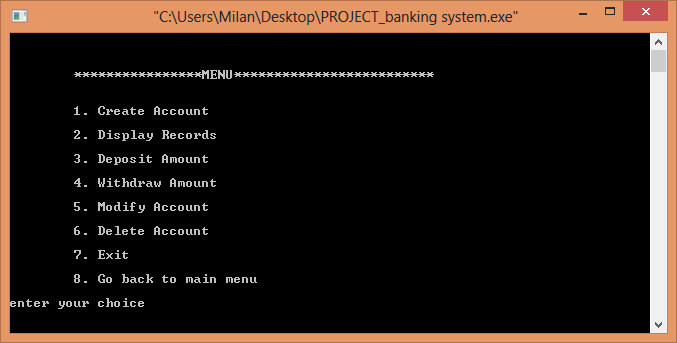 "C:\Users\Milan\Desktop\PROJECT_banking system.exe"
****************MENU*************************
1. Create Account
2. Display Records
3. Deposit Amount
4. Withdraw Amount
5. Modify Account
6. Delete Account
7. Exit
8. Go back to main menu
enter your choice